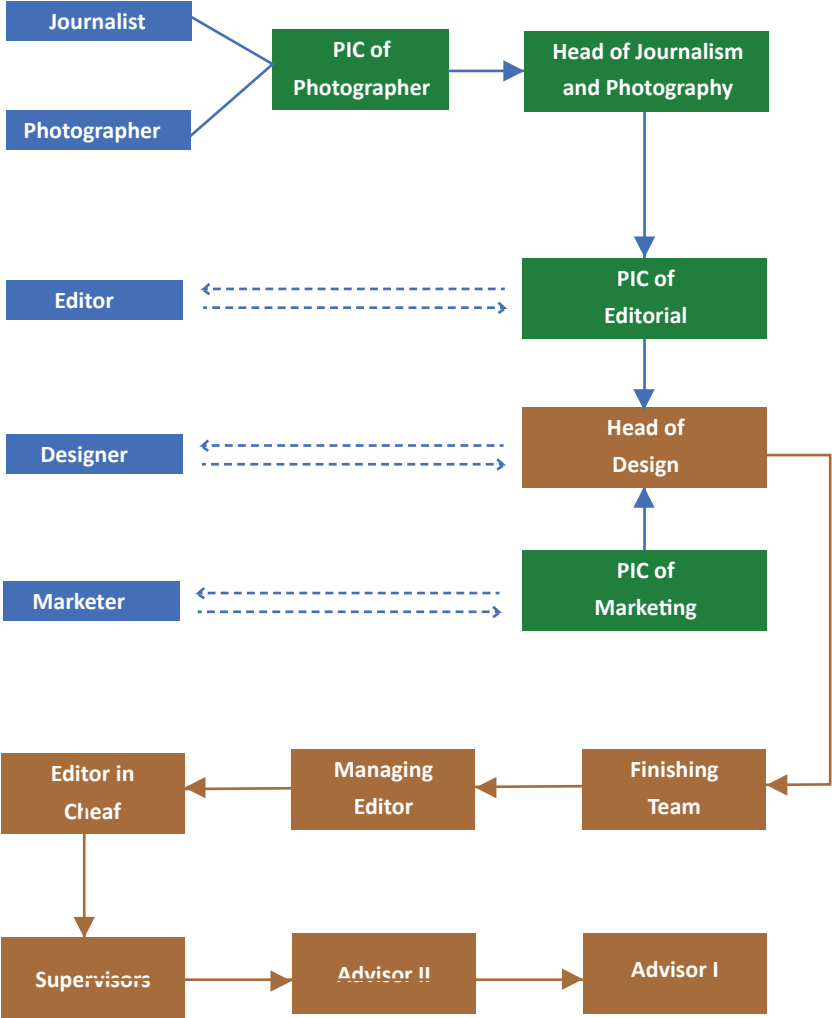 Journalist
PIC of
Photographer
Head of Journalism
and Photography
Photographer
Editor
PIC of
Editorial
Designer
Head of
Design
Marketer
PIC of
Marketing
Editor in
Cheaf
Managing
Editor
Finishing
Team
Supervisors
Advisor II
Advisor I